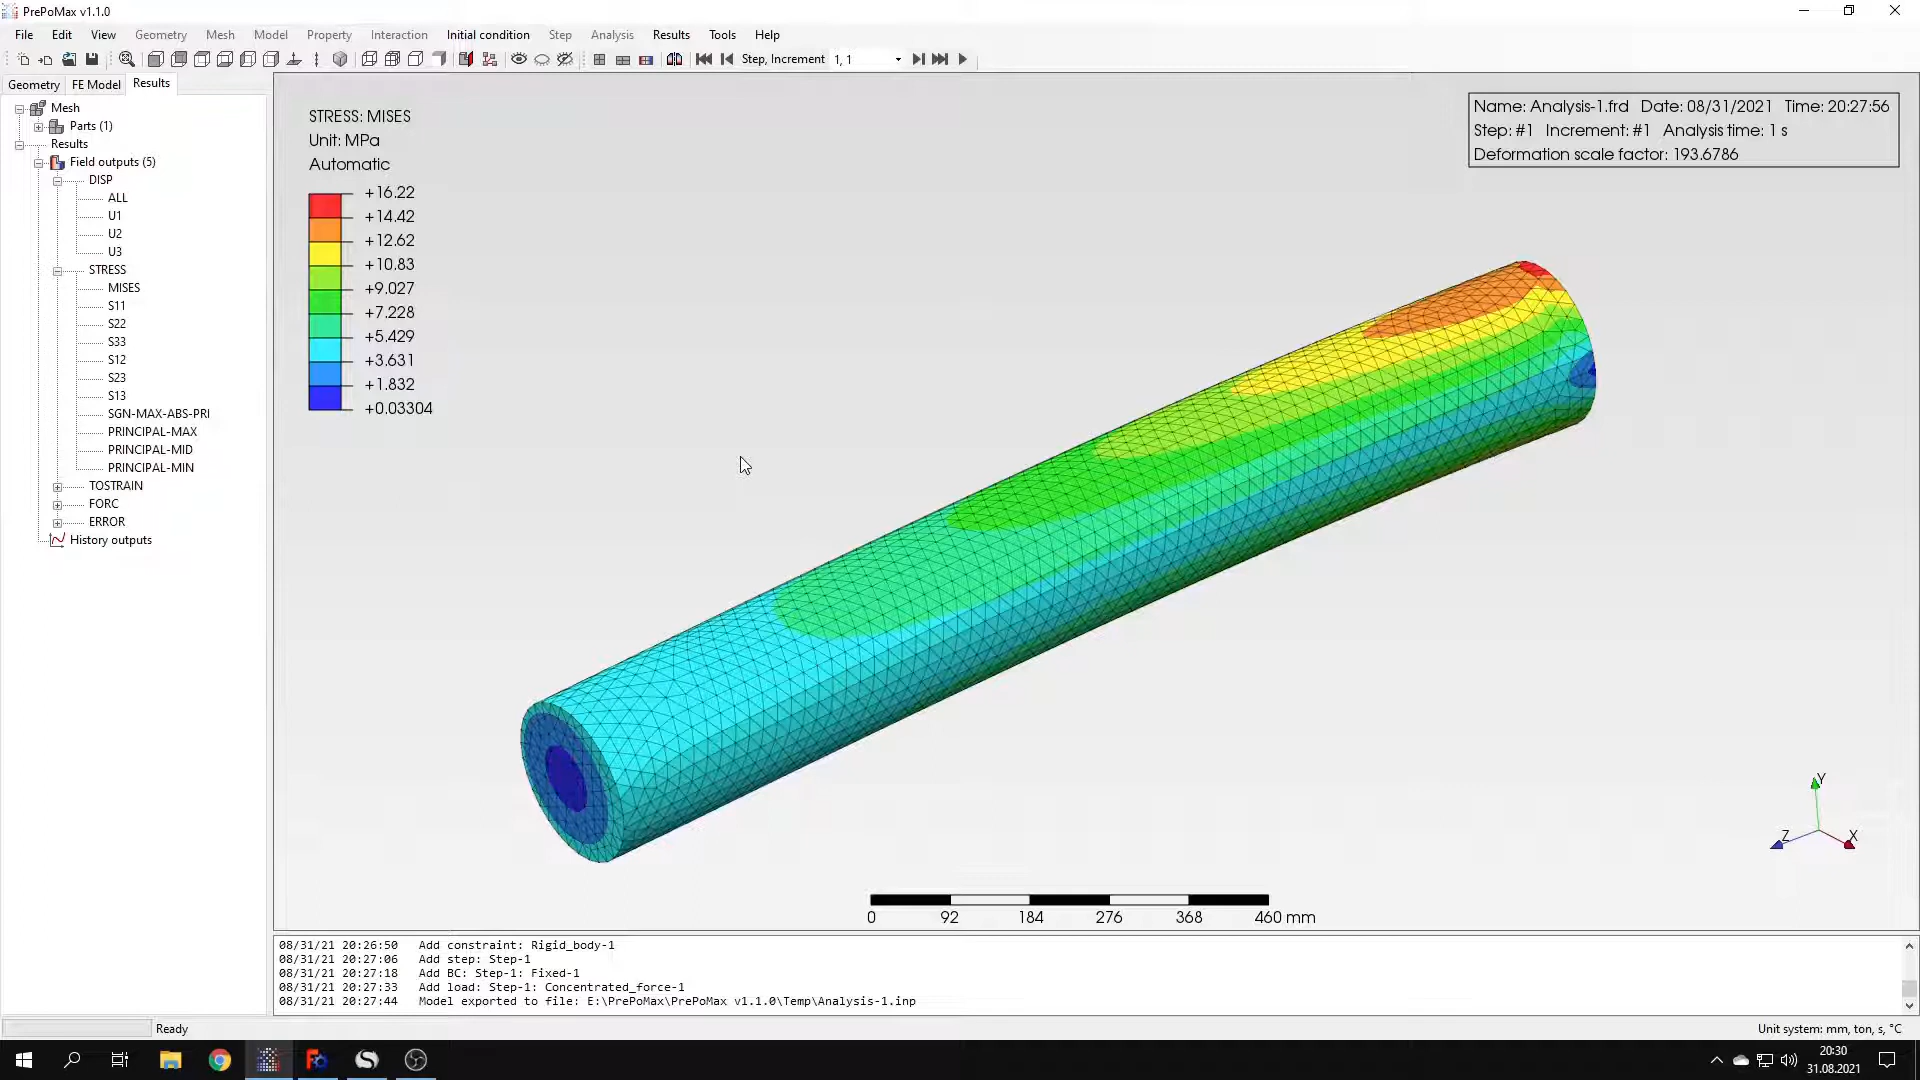 PrePoMax v1.1.0
File Edit View Geometry Mesh Model Property Interaction Initial condition Step Analysis Results Tools Help
Step, Increment 1, 1
Geometry FE Model Results
Mesh
Parts (1)
Results
Field outputs (5)
DISP
ALL
U1
U2
U3
STRESS
MISES
S11
S22
S33
S12
S23
S13
SGN-MAX-ABS-PRI
PRINCIPAL-MAX
PRINCIPAL-MID
PRINCIPAL-MIN
TOSTRAIN
FORC
ERROR
History outputs
STRESS: MISES
Unit: MPa
Automatic
+16.22
+14.42
+12.62
+10.83
+9.027
+7.228
+5.429
+3.631
+1.832
+0.03304
Name: Analysis-1.frd Date: 08/31/2021 Time: 20:27:56
Step: #1 Increment: #1 Analysis time: 1 s
Deformation scale factor: 193.6786
Y
Z X
0 92 184 276 368 460 mm
08/31/21 20:26:50 Add constraint: Rigid_body-1
08/31/21 20:27:06 Add step: Step-1
08/31/21 20:27:18 Add BC: Step-1: Fixed-1
08/31/21 20:27:33 Add load: Step-1: Concentrated_force-1
08/31/21 20:27:44 Model exported to file: E:\PrePoMax\PrePoMax v1.1.0\Temp\Analysis-1.inp
Ready
Unit system: mm, ton, s, °C
20:30
31.08.2021